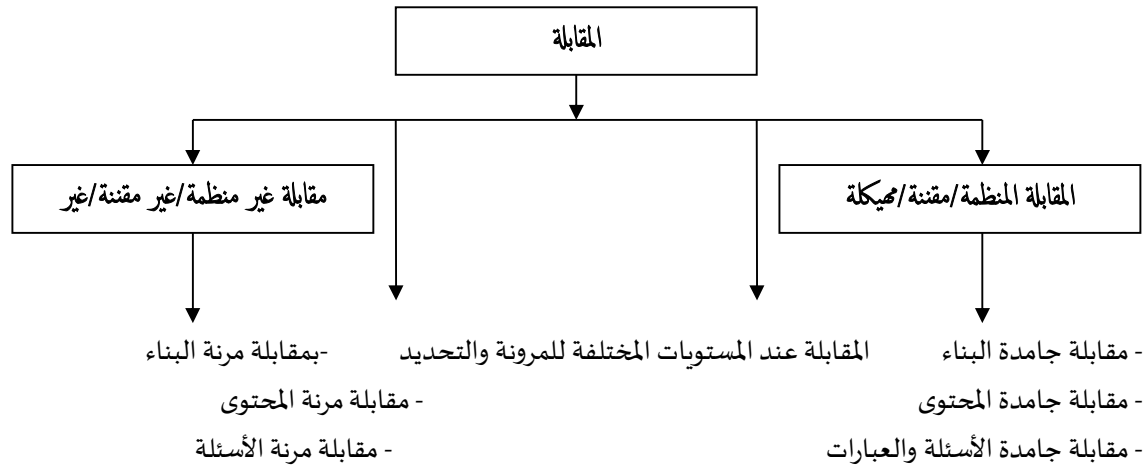 المقابلة
المقابلة المنظمة/مقننة/مهيكلة
مقابلة غير منظمة/غير مقننة/غير
- مقابلة جامدة البناء
المقابلة عند المستويات المختلفة للمرونة والتحديد
-بمقابلة مرنة البناء
- مقابلة جامدة المحتوى
- مقابلة مرنة المحتوى
- مقابلة جامدة الأسئلة والعبارات
- مقابلة مرنة الأسئلة